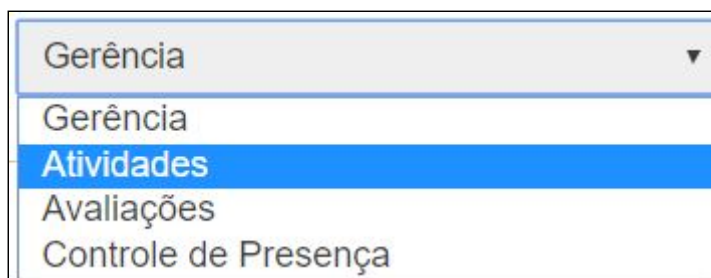 Gerência
Gerência
Atividades
Avaliações
Controle de Presença